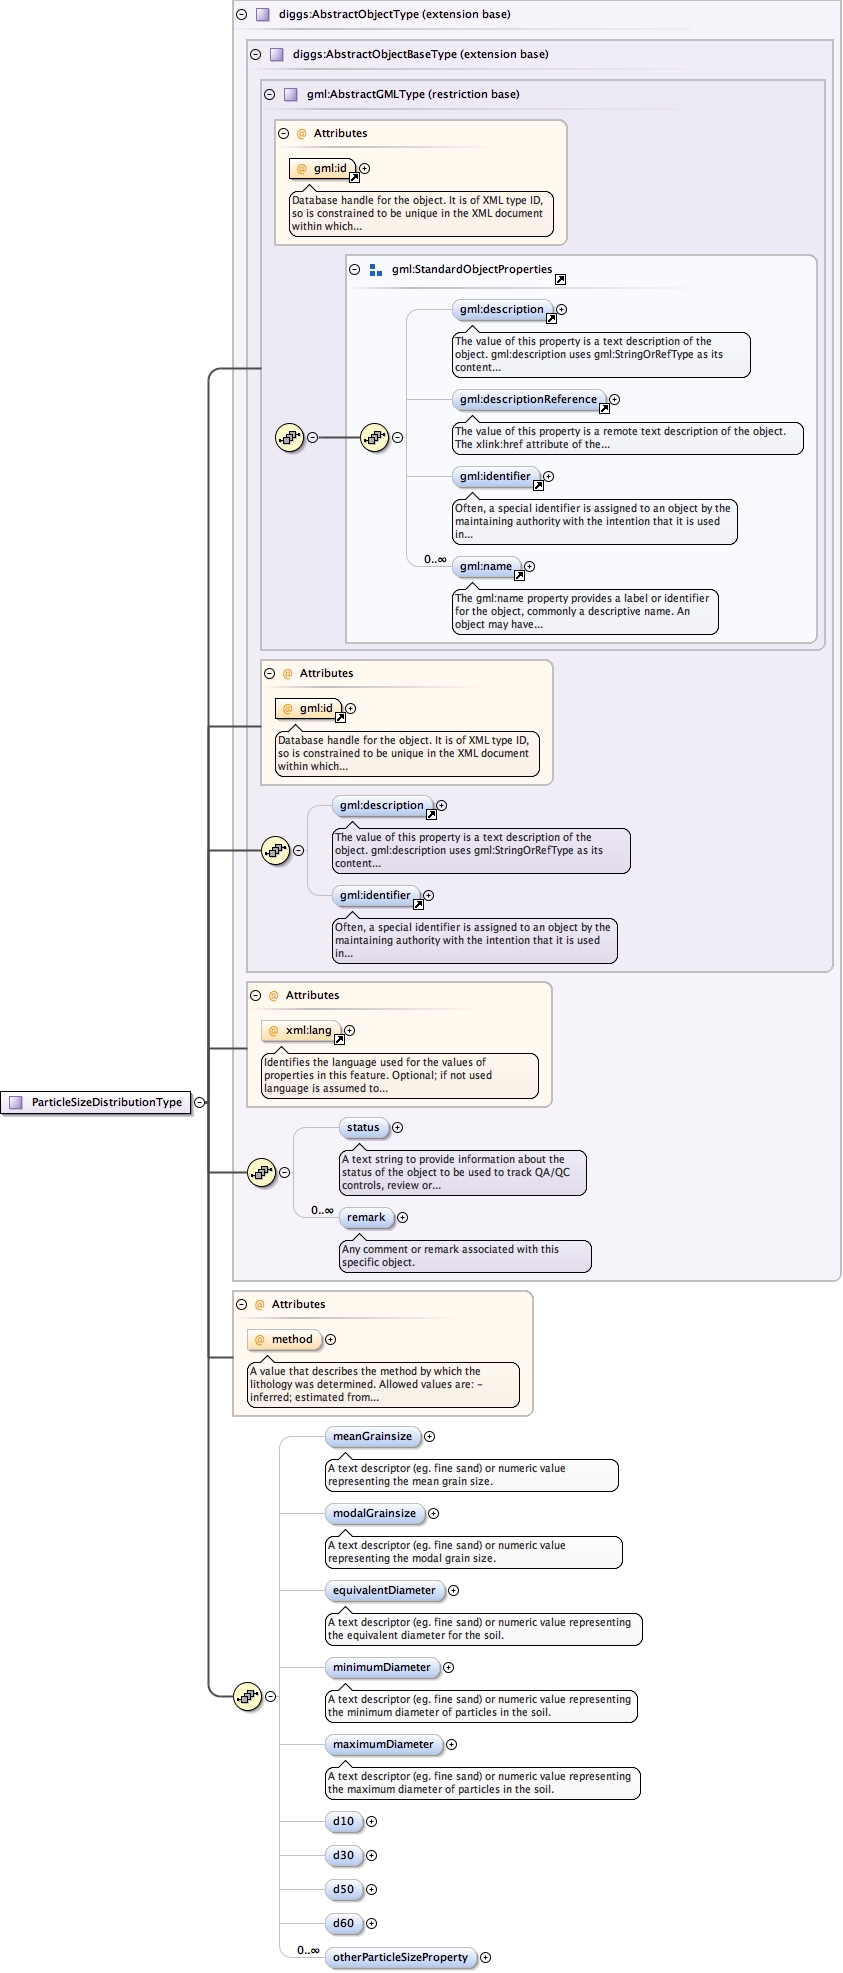 diggs:AbstractObjectType (extension base)
diggs:AbstractObjectBaseType (extension base)
gml:AbstractGMLType (restriction base)
@ Attributes
@ gml:id
Database handle for the object. It is of XML type ID,
so is constrained to be unique in the XML document
within which...
gml:StandardObjectProperties
gml:description
The value of this property is a text description of the
object. gml:description uses gml:StringOrRefType as its
content...
gml:descriptionReference
The value of this property is a remote text description of the object.
The xlink:href attribute of the...
gml:identifier
Often, a special identifier is assigned to an object by the
maintaining authority with the intention that it is used
in...
0..∞
gml:name
The gml:name property provides a label or identifier
for the object, commonly a descriptive name. An
object may have...
@ Attributes
@ gml:id
Database handle for the object. It is of XML type ID,
so is constrained to be unique in the XML document
within which...
gml:description
The value of this property is a text description of the
object. gml:description uses gml:StringOrRefType as its
content...
gml:identifier
Often, a special identifier is assigned to an object by the
maintaining authority with the intention that it is used
in...
@ Attributes
@ xml:lang
Identifies the language used for the values of
properties in this feature. Optional; if not used
language is assumed to...
ParticleSizeDistributionType
status
A text string to provide information about the
status of the object to be used to track QA/QC
controls, review or...
0..∞
remark
Any comment or remark associated with this
specific object.
@ Attributes
@ method
A value that describes the method by which the
lithology was determined. Allowed values are: -
inferred; estimated from...
meanGrainsize
A text descriptor (eg. fine sand) or numeric value
representing the mean grain size.
modalGrainsize
A text descriptor (eg. fine sand) or numeric value
representing the modal grain size.
equivalentDiameter
A text descriptor (eg. fine sand) or numeric value representing
the equivalent diameter for the soil.
minimumDiameter
A text descriptor (eg. fine sand) or numeric value representing
the minimum diameter of particles in the soil.
maximumDiameter
A text descriptor (eg. fine sand) or numeric value representing
the maximum diameter of particles in the soil.
d10
d30
d50
d60
0..∞
otherParticleSizeProperty